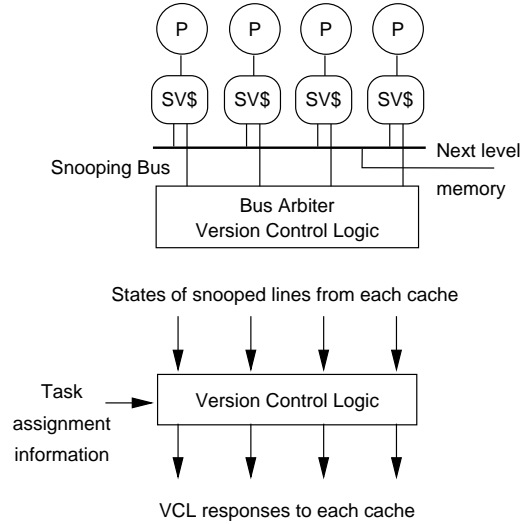 P P P P
SV$ SV$ SV$ SV$
Snooping Bus
Next level
memory
Bus Arbiter
Version Control Logic
States of snooped lines from each cache
Task
assignment
information
Version Control Logic
VCL responses to each cache